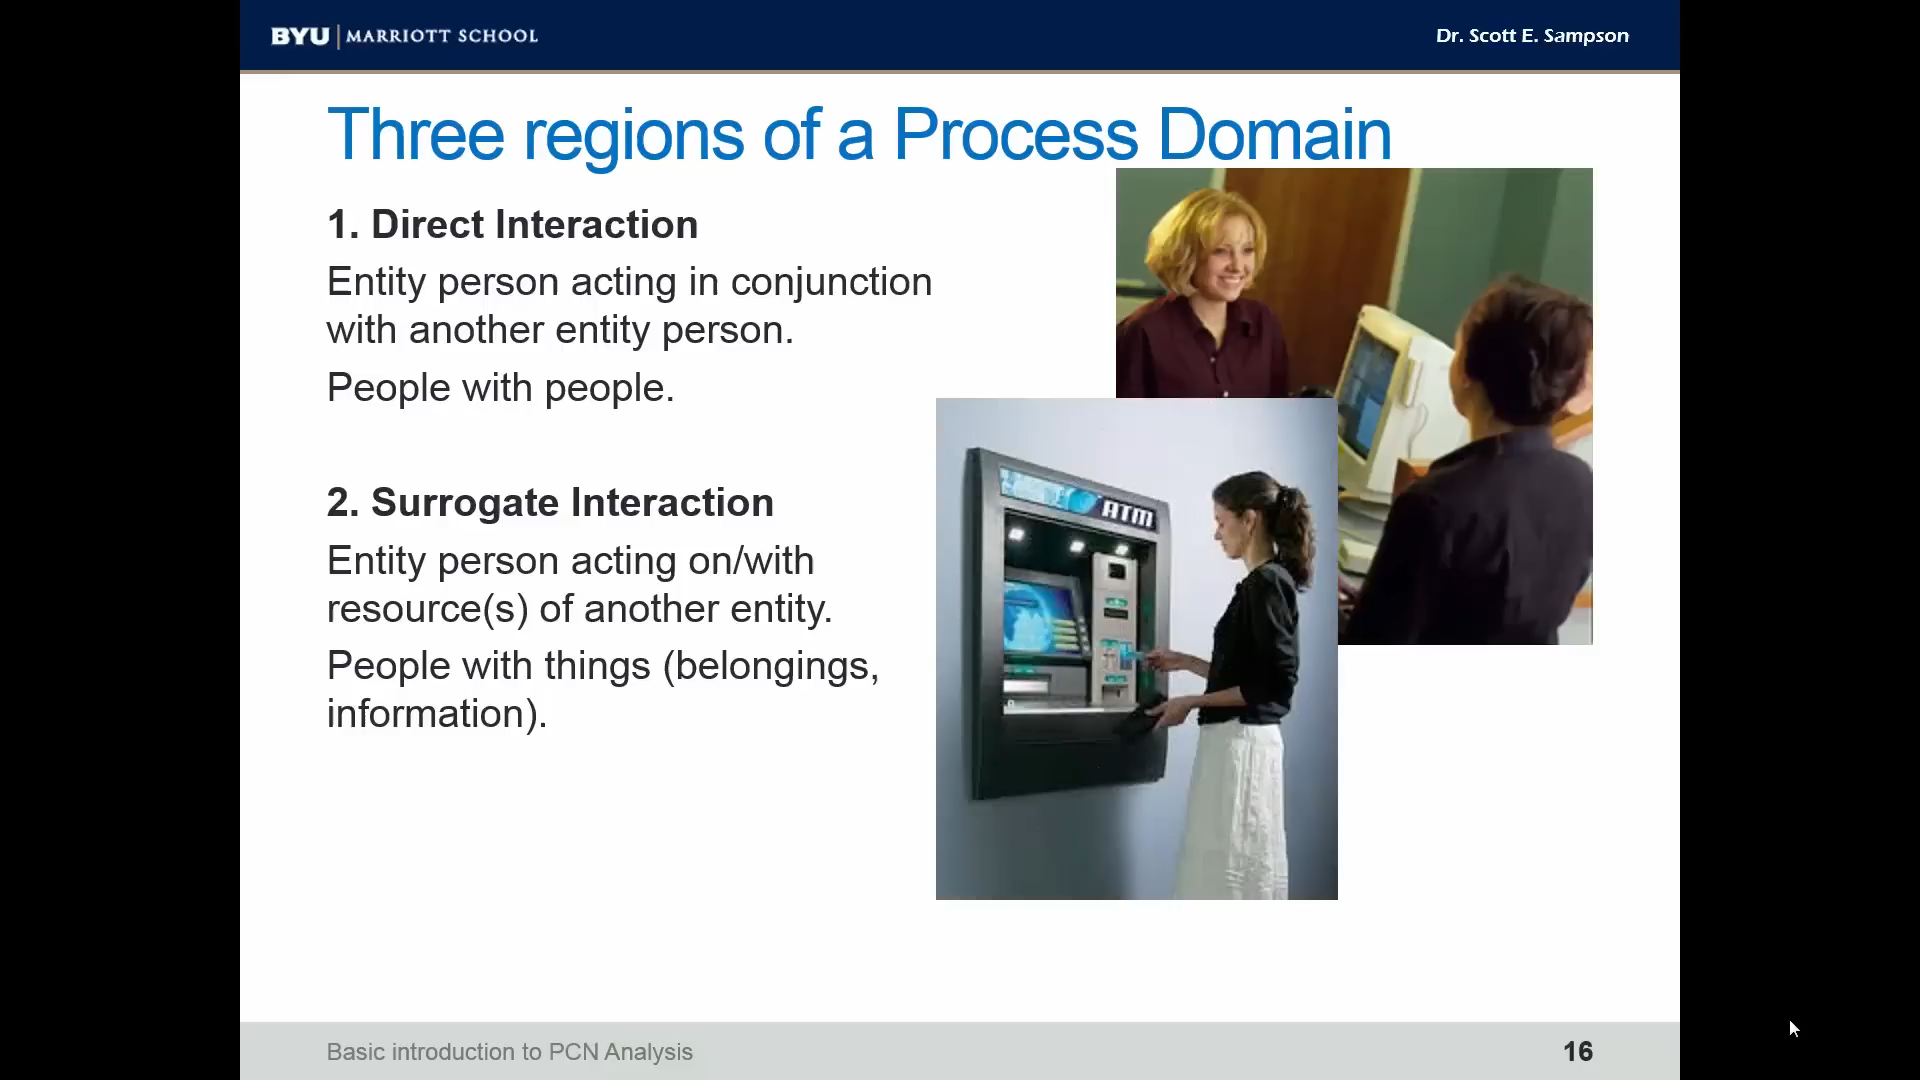 BYU | MARRIOTT SCHOOL
Dr. Scott E. Sampson
Three regions of a Process Domain
1. Direct Interaction
Entity person acting in conjunction
with another entity person.
People with people.
2. Surrogate Interaction
Entity person acting on/with
resource(s) of another entity.
People with things (belongings,
information).
ATM
Basic introduction to PCN Analysis
16